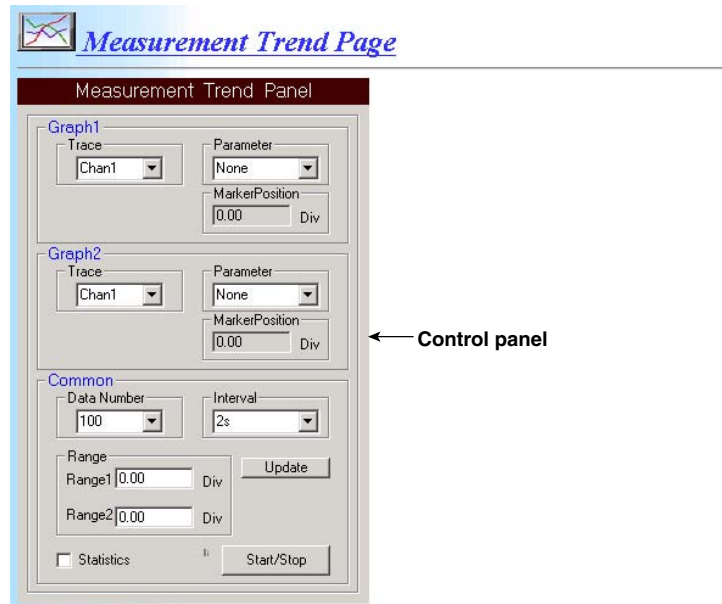 Measurement Trend Page
Measurement Trend Panel
Graph1
Trace
Chan1
Parameter
None
MarkerPosition
0.00 Div
Graph2
Trace
Chan1
Parameter
None
MarkerPosition
0.00 Div
Control panel
Common
Data Number
100
Interval
2s
Range
Range1 0.00 Div
Update
Range2 0.00 Div
Statistics
Start/Stop